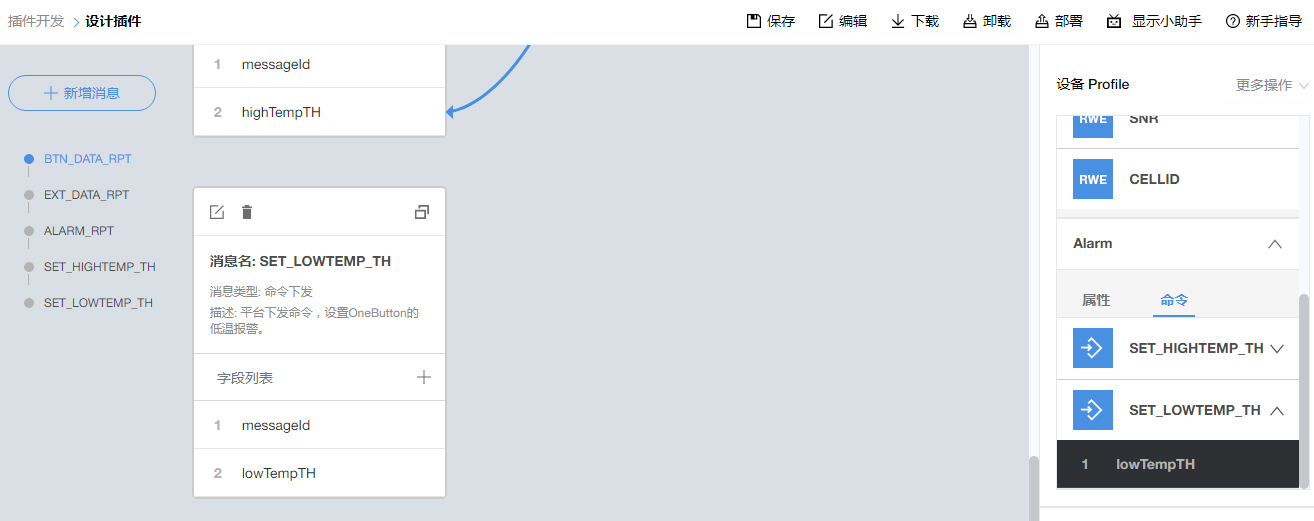 插件开发 设计插件
保存 编辑 下载 卸载 部署 显示小助手 新手指导
新增消息
BTN_DATA_RPT
EXT_DATA_RPT
ALARM_RPT
SET_HIGHTEMP_TH
SET_LOWTEMP_TH
1 messageId
2 highTempTH
消息名: SET_LOWTEMP_TH
消息类型: 命令下发
描述: 平台下发命令，设置OneButton的
低温报警。
字段列表
1 messageId
2 lowTempTH
设备 Profile 更多操作
RWE SNR
RWE CELLID
Alarm
属性 命令
SET_HIGHTEMP_TH
SET_LOWTEMP_TH
1 lowTempTH